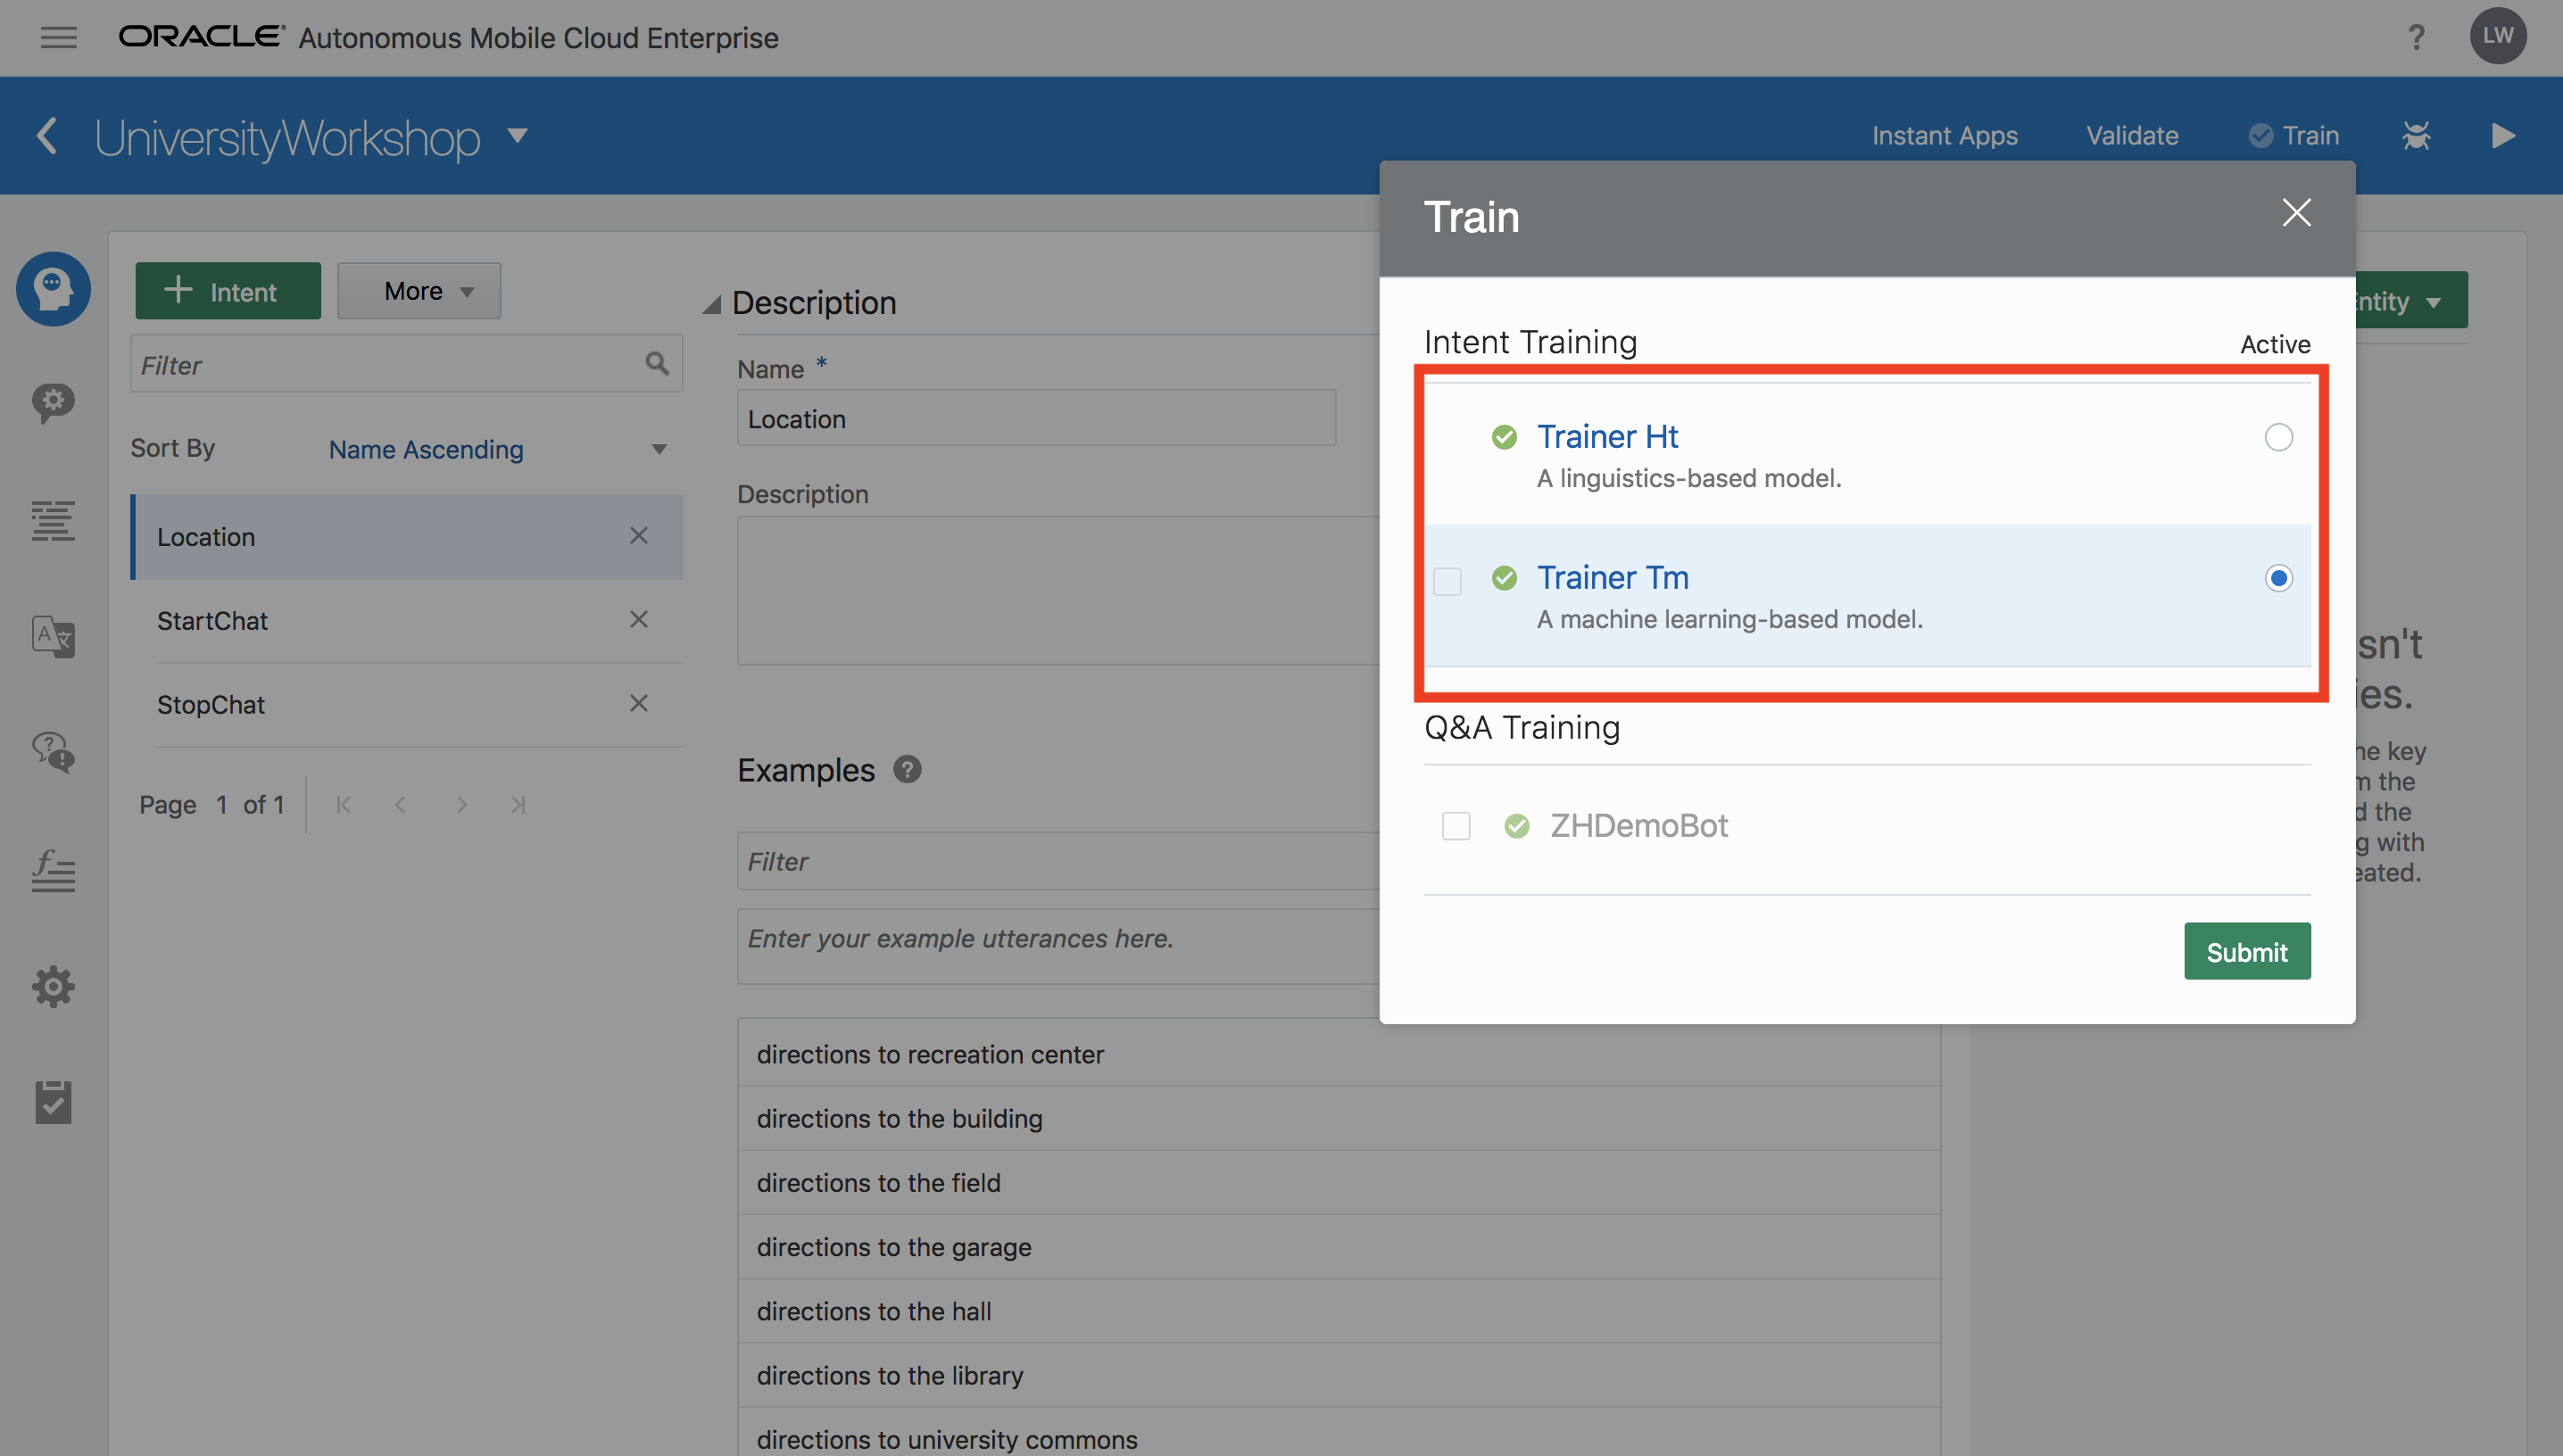 ORACLE Autonomous Mobile Cloud Enterprise
? LW
UniversityWorkshop
Instant Apps Validate Train
Train
Intent Training Active
Trainer Ht
A linguistics-based model.
Trainer Tm
A machine learning-based model.
Q&A Training
ZHDemoBot
Submit
Intent More
Filter
Sort By Name Ascending
Location
StartChat
StopChat
Page 1 of 1
Description
Name *
Location
Description
Examples ?
Filter
Enter your example utterances here.
directions to recreation center
directions to the building
directions to the field
directions to the garage
directions to the hall
directions to the library
directions to university commons
ntity
sn't
ies.
ne key
m the
d the
g with
eated.